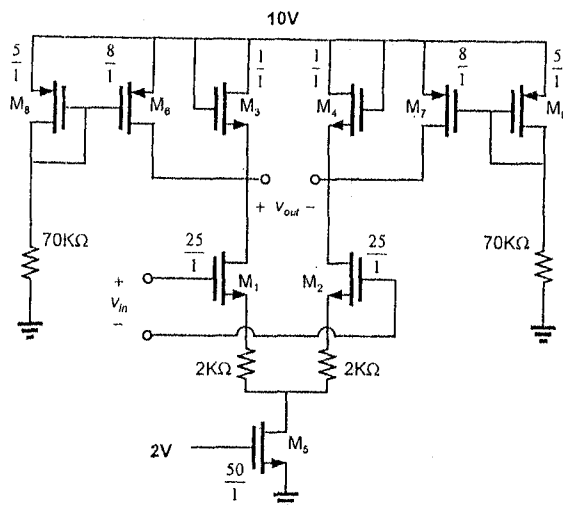 10V
5/1 8/1 1/1 1/1 8/1 5/1
M8 M6 M3 M4 M7
+ vout -
70KΩ 70KΩ
25/1 25/1
+ M1 M2
vin
-
2KΩ 2KΩ
2V M5
50/1